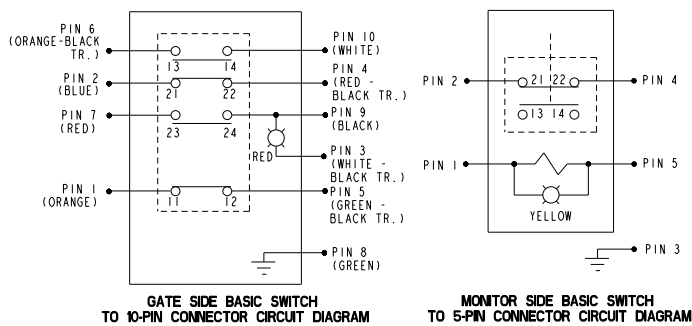 PIN 6
(ORANGE-BLACK
TR.)
PIN 10
(WHITE)
13 14
PIN 2
(BLUE)
PIN 4
(RED -
BLACK TR.)
21 22
PIN 7
(RED)
PIN 9
(BLACK)
23 24
RED
PIN 3
(WHITE -
BLACK TR.)
PIN 1
(ORANGE)
PIN 5
(GREEN -
BLACK TR.)
11 12
PIN 8
(GREEN)
GATE SIDE BASIC SWITCH
TO 10-PIN CONNECTOR CIRCUIT DIAGRAM
PIN 2
21 22
PIN 4
13 14
PIN 1
PIN 5
YELLOW
PIN 3
MONITOR SIDE BASIC SWITCH
TO 5-PIN CONNECTOR CIRCUIT DIAGRAM